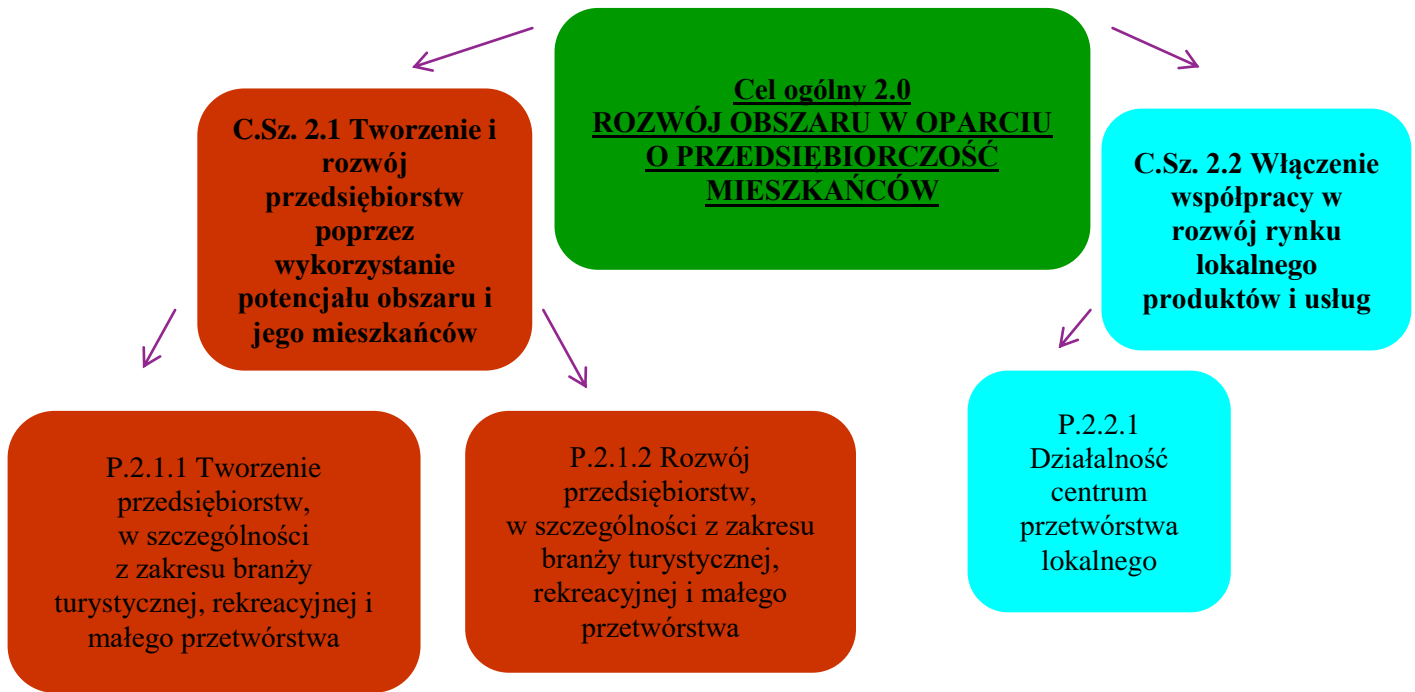 Cel ogólny 2.0
ROZWÓJ OBSZARU W OPARCIU
O PRZEDSIĘBIORCZOŚĆ
MIESZKAŃCÓW
C.Sz. 2.1 Tworzenie i
rozwój
przedsiębiorstw
poprzez
wykorzystanie
potencjału obszaru i
jego mieszkańców
C.Sz. 2.2 Włączenie
współpracy w
rozwój rynku
lokalnego
produktów i usług
P.2.1.1 Tworzenie
przedsiębiorstw,
w szczególności
z zakresu branży
turystycznej, rekreacyjnej i
małego przetwórstwa
P.2.1.2 Rozwój
przedsiębiorstw,
w szczególności z zakresu
branży turystycznej,
rekreacyjnej i małego
przetwórstwa
P.2.2.1
Działalność
centrum
przetwórstwa
lokalnego